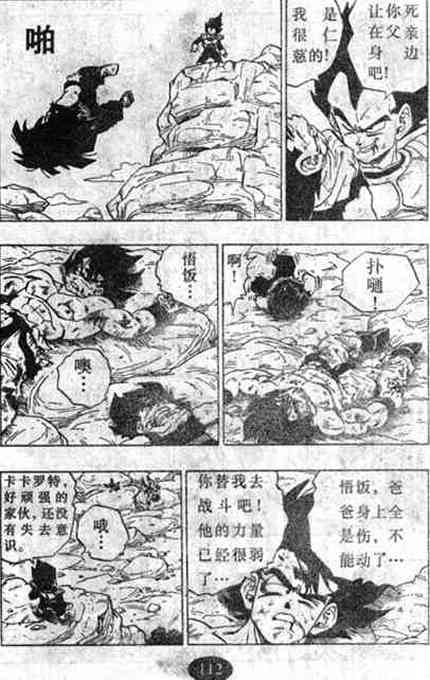 我是
很仁
慈的!
让你死
在父亲
身边
吧!
啪
扑
嗵
!
啊!
悟
饭
…
噢
…
悟饭，爸
爸身上全
是伤，不
能动了…
你替我去
战斗吧!
他的力量
已经很弱
了…
卡卡罗特，
好顽强的
家伙，还没
有失去意
识。
哦
…
112